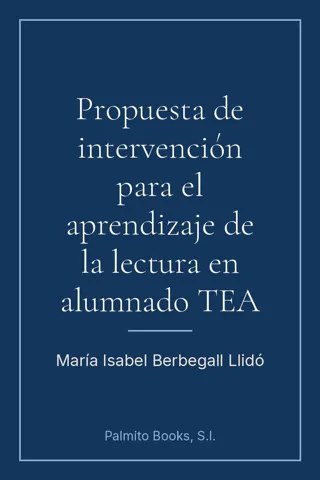 Propuesta de
intervención
para el
aprendizaje de
la lectura en
alumnado TEA
María Isabel Berbegall Llidó
Palmito Books, S.l.